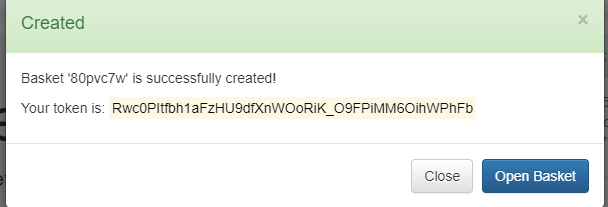 Created
×
Basket '80pvc7w' is successfully created!
Your token is: Rwc0PItfbh1aFzHU9dfXnWOoRiK_O9FPiMM6OihWPhFb
Close
Open Basket